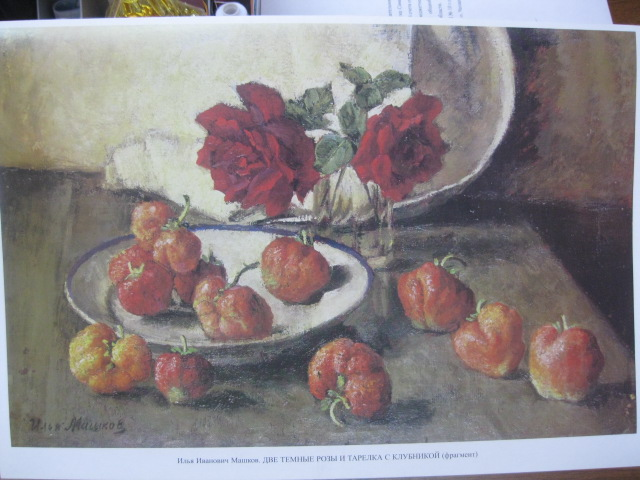 Илья Машков
Илья Иванович Машков. ДВЕ ТЕМНЫЕ РОЗЫ И ТАРЕЛКА С КЛУБНИКОЙ (фрагмент)